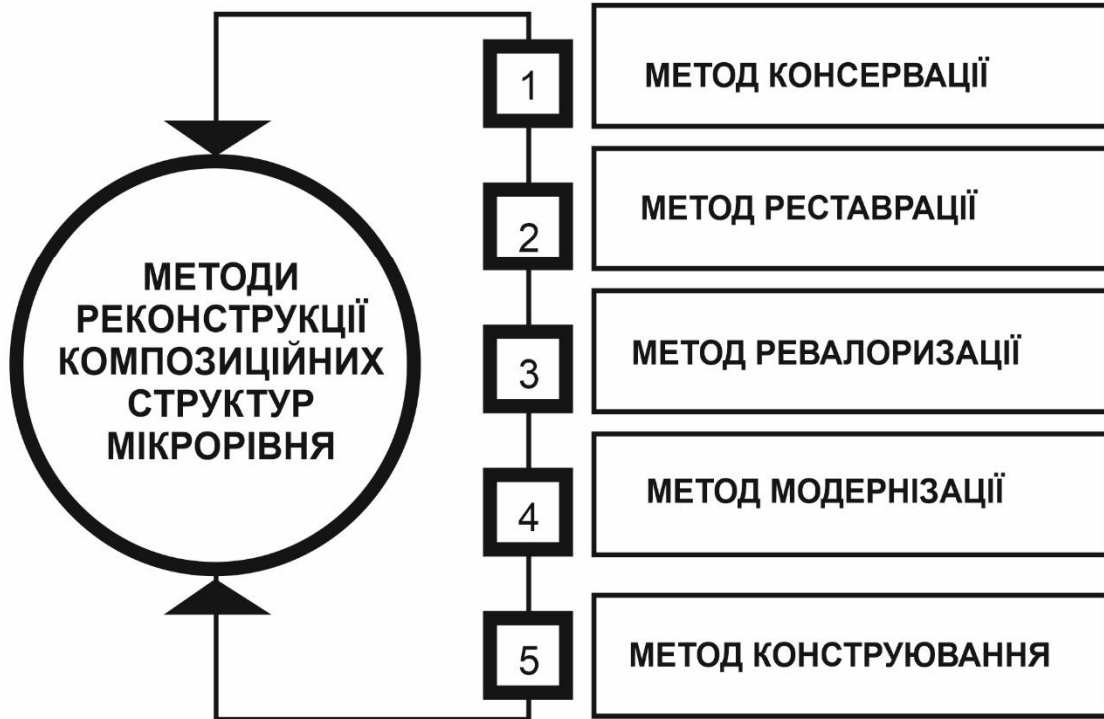 МЕТОДИ
РЕКОНСТРУКЦІЇ
КОМПОЗИЦІЙНИХ
СТРУКТУР
МІКРОРІВНЯ
1
МЕТОД КОНСЕРВАЦІЇ
2
МЕТОД РЕСТАВРАЦІЇ
3
МЕТОД РЕВАЛОРИЗАЦІЇ
4
МЕТОД МОДЕРНІЗАЦІЇ
5
МЕТОД КОНСТРУЮВАННЯ